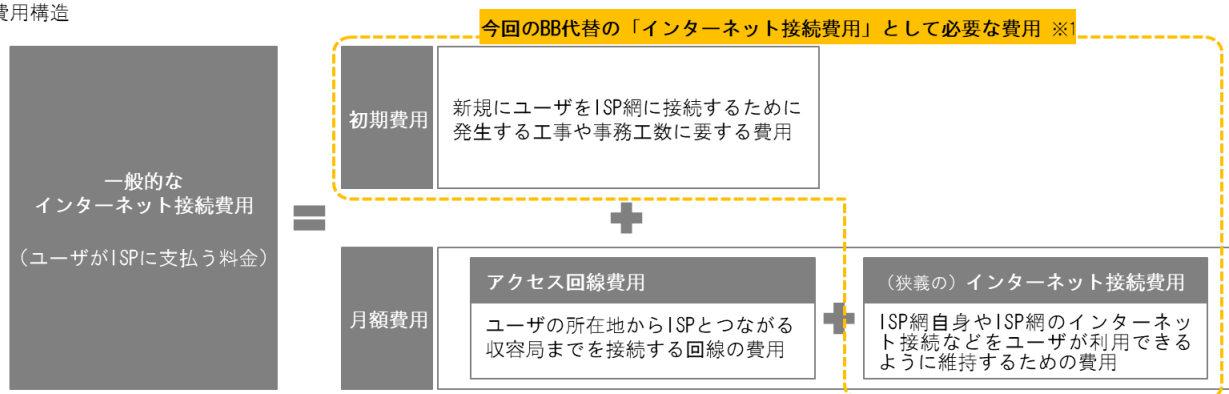 費用構造
今回のBB代替の「インターネット接続費用」として必要な費用 ※1
一般的な
インターネット接続費用
（ユーザがISPに支払う料金）
初期費用
新規にユーザをISP網に接続するために
発生する工事や事務工数に要する費用
月額費用
アクセス回線費用
ユーザの所在地からISPとつながる
収容局までを接続する回線の費用
（狭義の）インターネット接続費用
ISP網自身やISP網のインターネッ
ト接続などをユーザが利用できる
ように維持するための費用